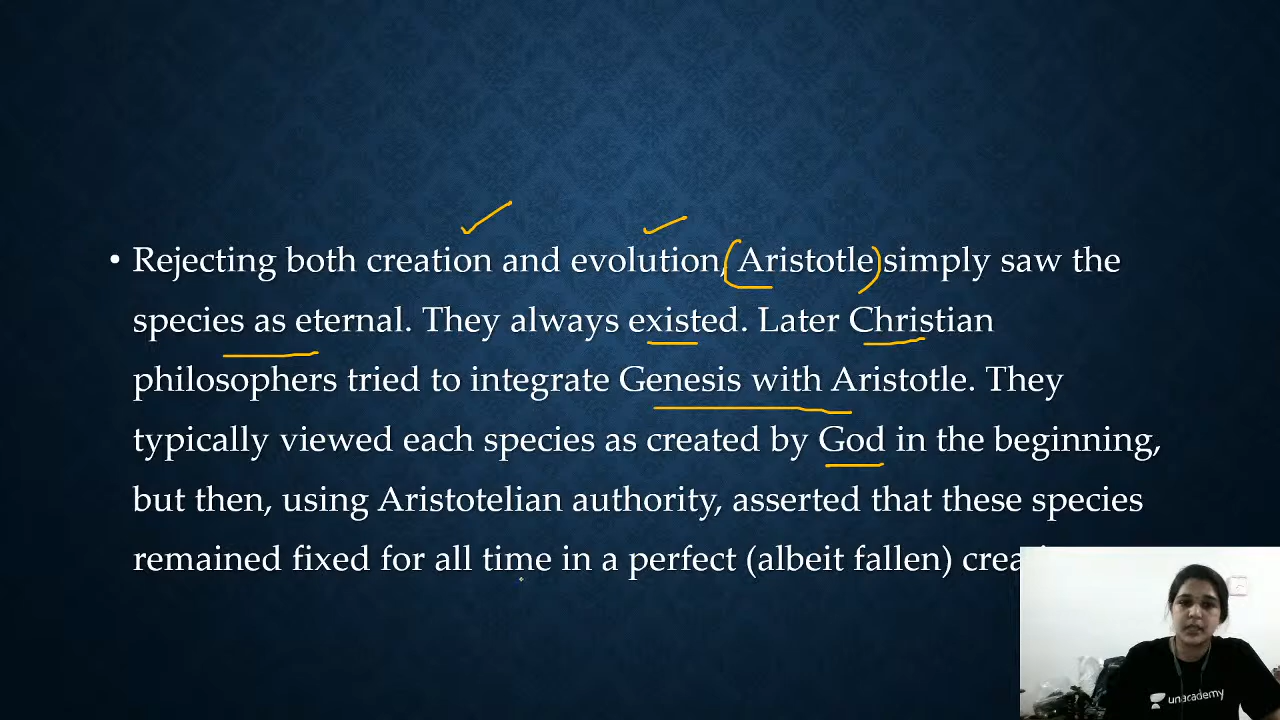 • Rejecting both creation and evolution, Aristotle simply saw the
species as eternal. They always existed. Later Christian
philosophers tried to integrate Genesis with Aristotle. They
typically viewed each species as created by God in the beginning,
but then, using Aristotelian authority, asserted that these species
remained fixed for all time in a perfect (albeit fallen)
unacademy